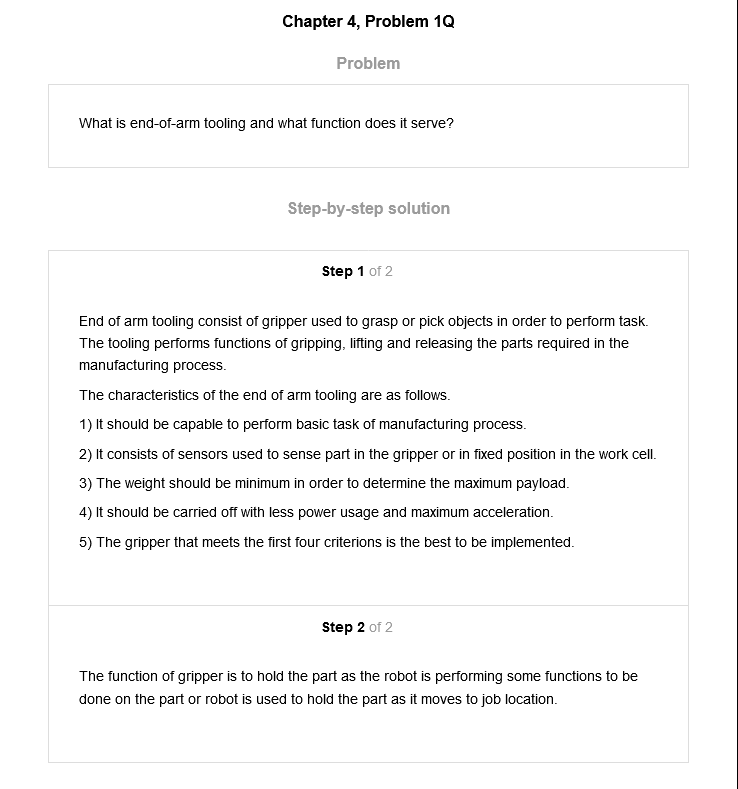 Chapter 4, Problem 1Q
Problem
What is end-of-arm tooling and what function does it serve?
Step-by-step solution
Step 1 of 2
End of arm tooling consist of gripper used to grasp or pick objects in order to perform task.
The tooling performs functions of gripping, lifting and releasing the parts required in the
manufacturing process.
The characteristics of the end of arm tooling are as follows.
1) It should be capable to perform basic task of manufacturing process.
2) It consists of sensors used to sense part in the gripper or in fixed position in the work cell.
3) The weight should be minimum in order to determine the maximum payload.
4) It should be carried off with less power usage and maximum acceleration.
5) The gripper that meets the first four criterions is the best to be implemented.
Step 2 of 2
The function of gripper is to hold the part as the robot is performing some functions to be
done on the part or robot is used to hold the part as it moves to job location.